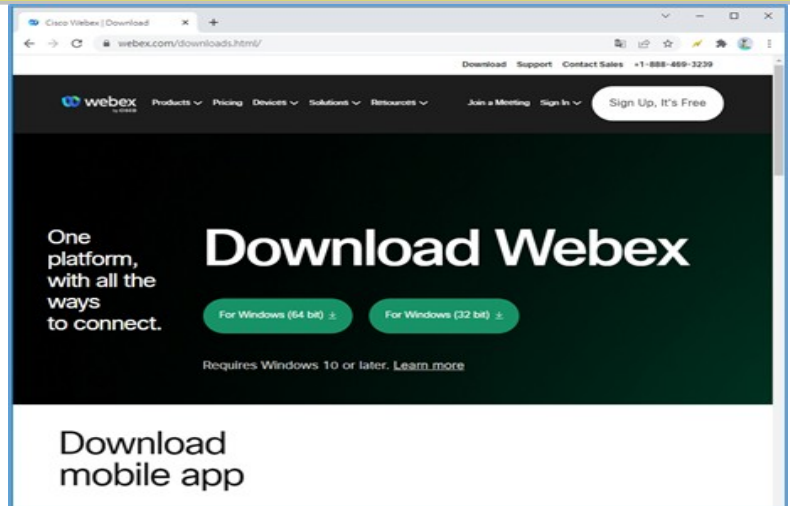 Cisco Webex | Download
webex.com/downloads.html/
Download Support Contact Sales +1-888-469-3239
webex Products Pricing Devices Solutions Resources Join a Meeting Sign In Sign Up, It's Free
by CISCO
One
platform,
with all the
ways
to connect.
Download Webex
For Windows (64 bit)
For Windows (32 bit)
Requires Windows 10 or later. Learn more
Download
mobile app